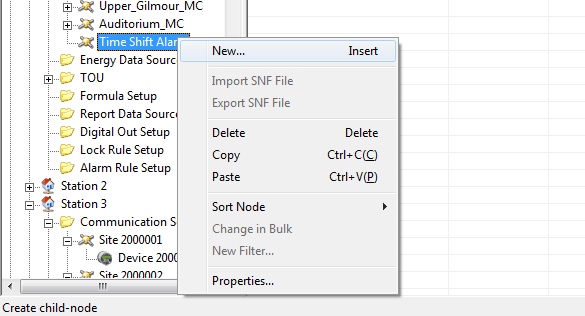 Upper_Gilmour_MC
Auditorium_MC
Time Shift Alar
New... Insert
Energy Data Sourc
TOU
Import SNF File
Formula Setup
Export SNF File
Report Data Sourc
Digital Out Setup
Delete Delete
Lock Rule Setup
Copy Ctrl+C(C)
Alarm Rule Setup
Paste Ctrl+V(P)
Station 2
Station 3
Sort Node
Communication S
Change in Bulk
Site 2000001
New Filter...
Device 2000
Site 2000002
Properties...
Create child-node